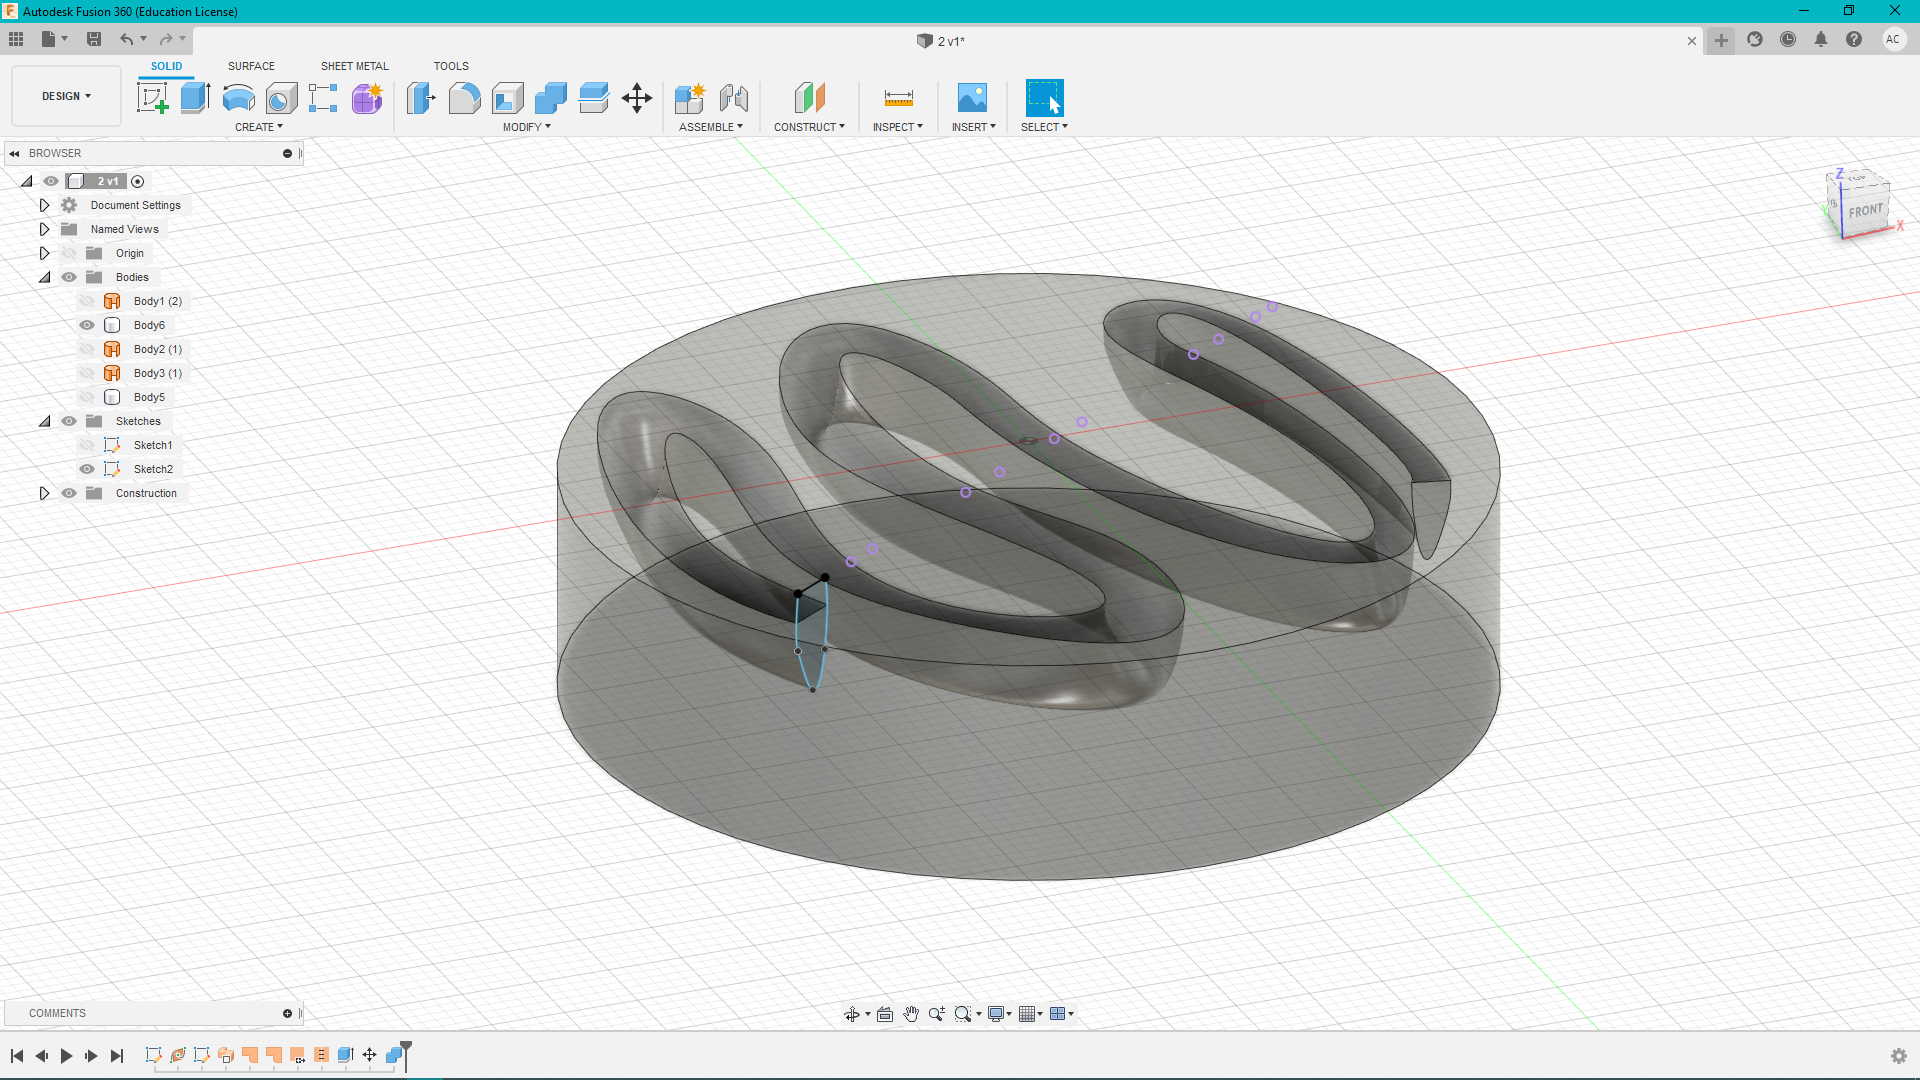 Autodesk Fusion 360 (Education License)
2 v1*
AC
SOLID SURFACE SHEET METAL TOOLS
DESIGN
CREATE MODIFY ASSEMBLE CONSTRUCT INSPECT INSERT SELECT
BROWSER
2 v1
Document Settings
Named Views
Origin
Bodies
Body1 (2)
Body6
Body2 (1)
Body3 (1)
Body5
Sketches
Sketch1
Sketch2
Construction
Z
TOP
FRONT
Y
X
COMMENTS